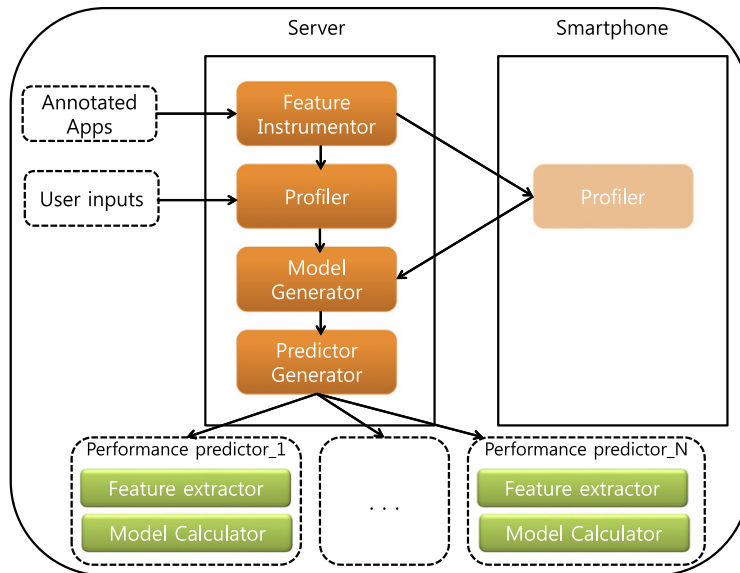 Server
Smartphone
Annotated
Apps
Feature
Instrumentor
User inputs
Profiler
Profiler
Model
Generator
Predictor
Generator
Performance predictor_1
Feature extractor
Model Calculator
. . .
Performance predictor_N
Feature extractor
Model Calculator